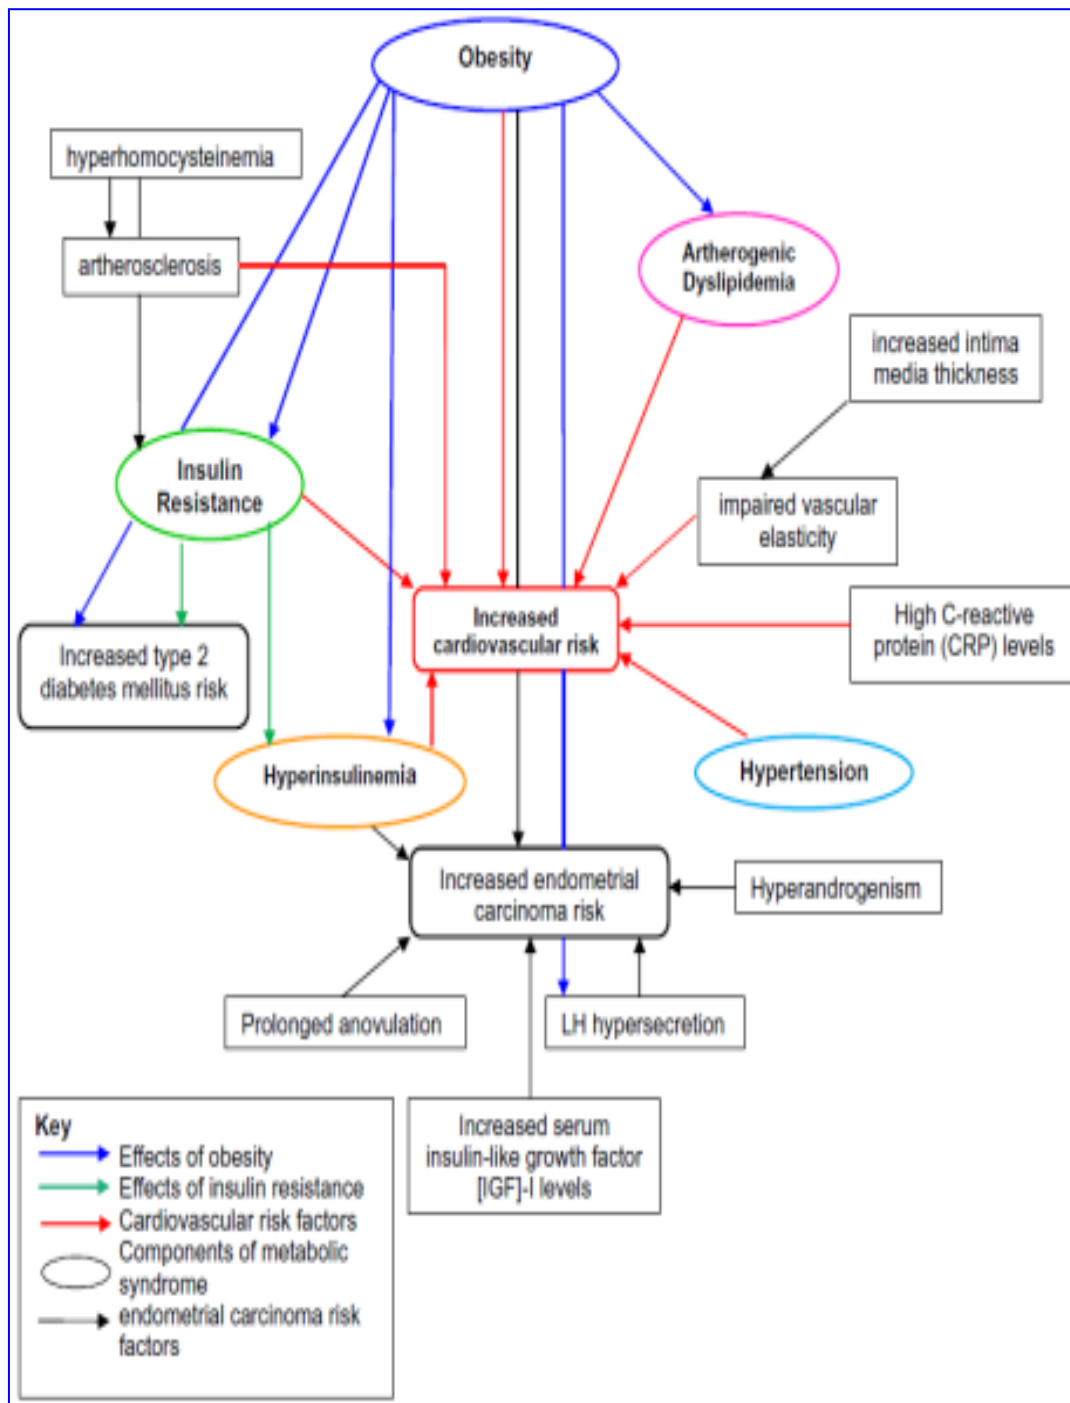 Obesity
hyperhomocysteinemia
artherosclerosis
Artherogenic
Dyslipidemia
increased intima
media thickness
Insulin
Resistance
impaired vascular
elasticity
Increased
cardiovascular risk
High C-reactive
protein (CRP) levels
Increased type 2
diabetes mellitus risk
Hyperinsulinemia
Hypertension
Increased endometrial
carcinoma risk
Hyperandrogenism
Prolonged anovulation
LH hypersecretion
Increased serum
insulin-like growth factor
[IGF]-I levels
Key
Effects of obesity
Effects of insulin resistance
Cardiovascular risk factors
Components of metabolic
syndrome
endometrial carcinoma risk
factors